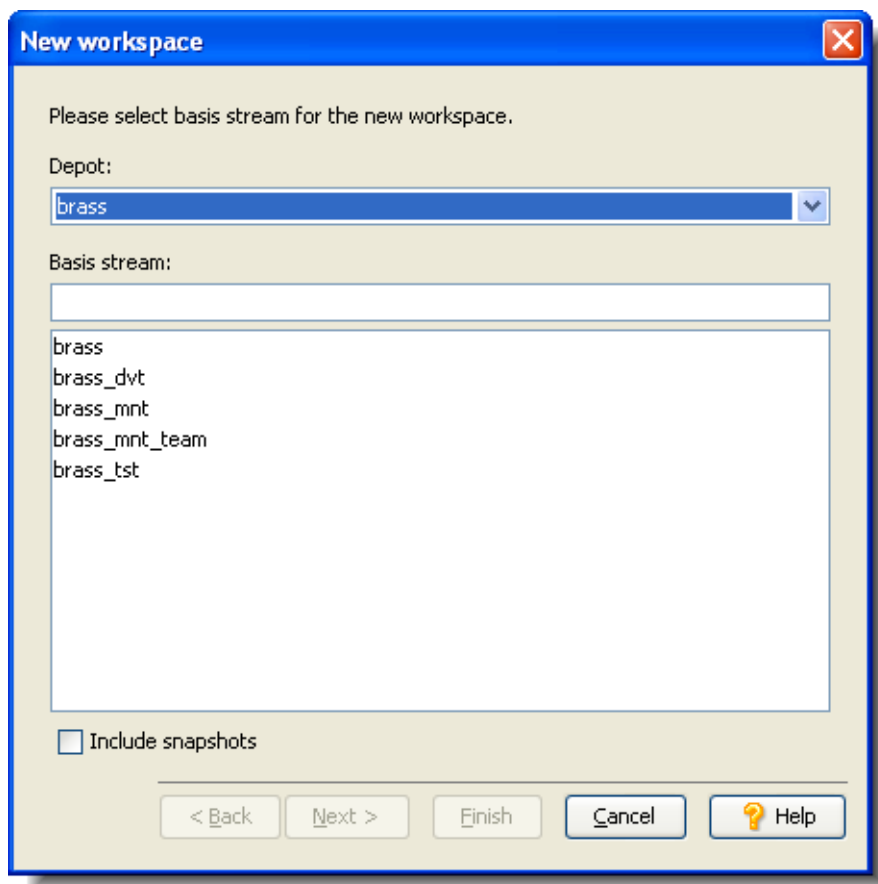 New workspace
Please select basis stream for the new workspace.
Depot:
brass
Basis stream:
brass
brass_dvt
brass_mnt
brass_mnt_team
brass_tst
Include snapshots
< Back Next > Finish Cancel Help